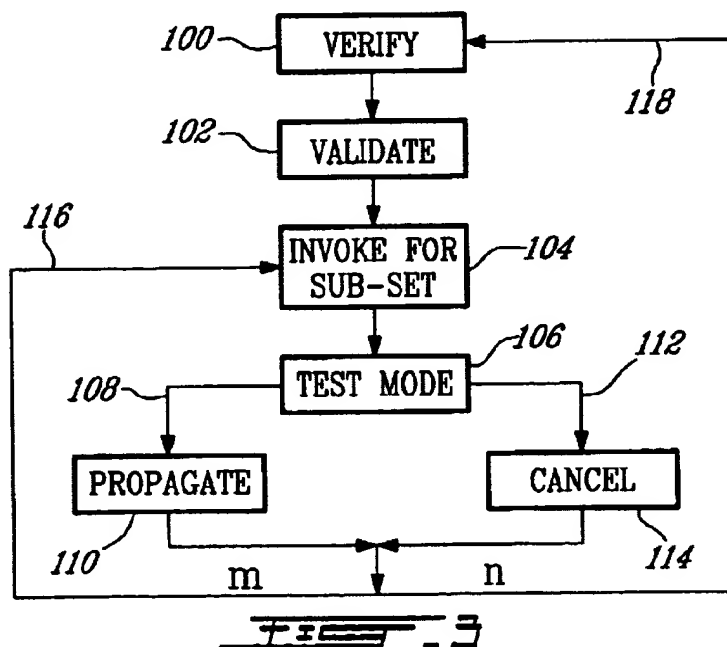 100
VERIFY
118
102
VALIDATE
116
INVOKE FOR
SUB-SET
104
106
112
108
TEST MODE
PROPAGATE
CANCEL
110
114
m
n
FIG_3